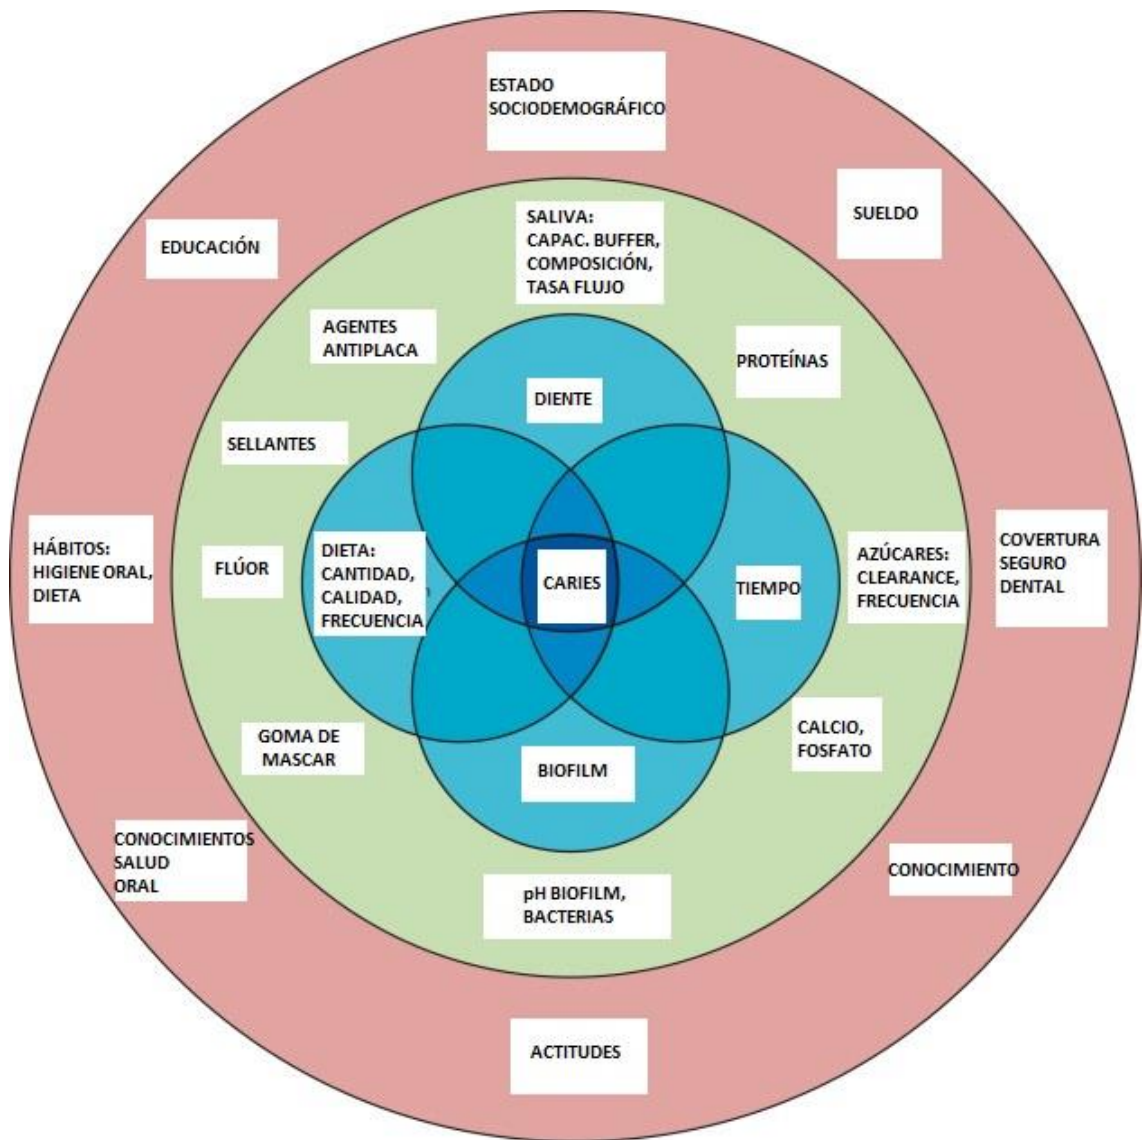 ESTADO
SOCIODEMOGRÁFICO
SUELDO
EDUCACIÓN
SALIVA:
CAPAC. BUFFER,
COMPOSICIÓN,
TASA FLUJO
AGENTES
ANTIPLACA
PROTEÍNAS
DIENTE
SELLANTES
HÁBITOS:
HIGIENE ORAL,
DIETA
FLÚOR
DIETA:
CANTIDAD,
CALIDAD,
FRECUENCIA
CARIES
TIEMPO
AZÚCARES:
CLEARANCE,
FRECUENCIA
COVERTURA
SEGURO
DENTAL
GOMA DE
MASCAR
BIOFILM
CALCIO,
FOSFATO
CONOCIMIENTOS
SALUD
ORAL
CONOCIMIENTO
pH BIOFILM,
BACTERIAS
ACTITUDES